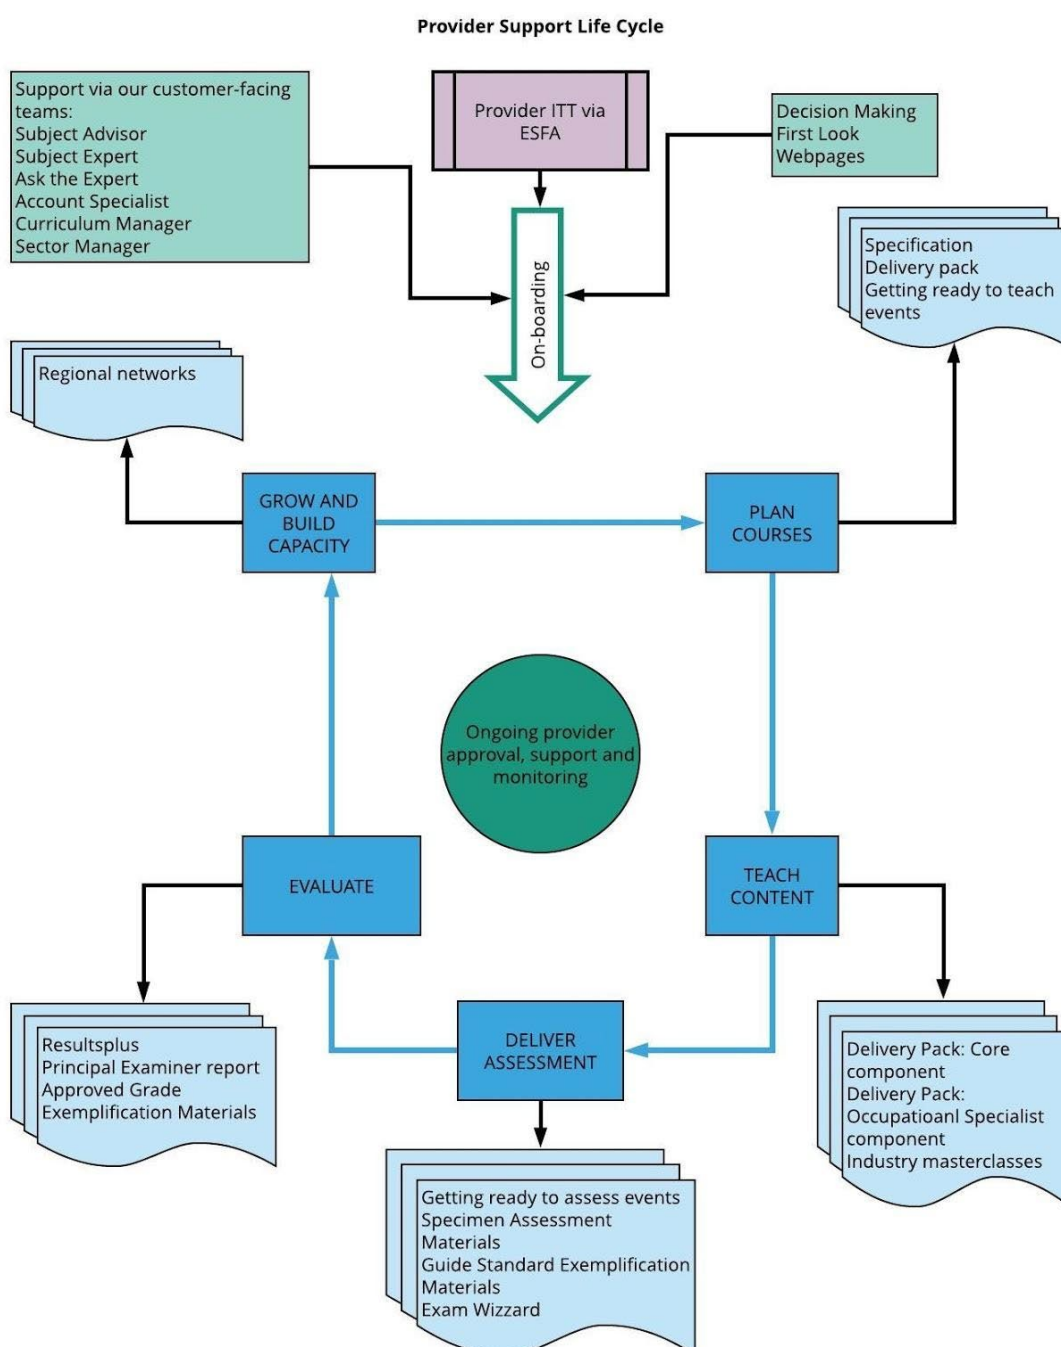 Provider Support Life Cycle
Support via our customer-facing
teams:
Subject Advisor
Subject Expert
Ask the Expert
Account Specialist
Curriculum Manager
Sector Manager
Provider ITT via
ESFA
Decision Making
First Look
Webpages
On-boarding
Specification
Delivery pack
Getting ready to teach
events
Regional networks
GROW AND
BUILD
CAPACITY
PLAN
COURSES
Ongoing provider
approval, support and
monitoring
EVALUATE
TEACH
CONTENT
DELIVER
ASSESSMENT
Resultsplus
Principal Examiner report
Approved Grade
Exemplification Materials
Delivery Pack: Core
component
Delivery Pack:
Occupatioanl Specialist
component
Industry masterclasses
Getting ready to assess events
Specimen Assessment
Materials
Guide Standard Exemplification
Materials
Exam Wizzard